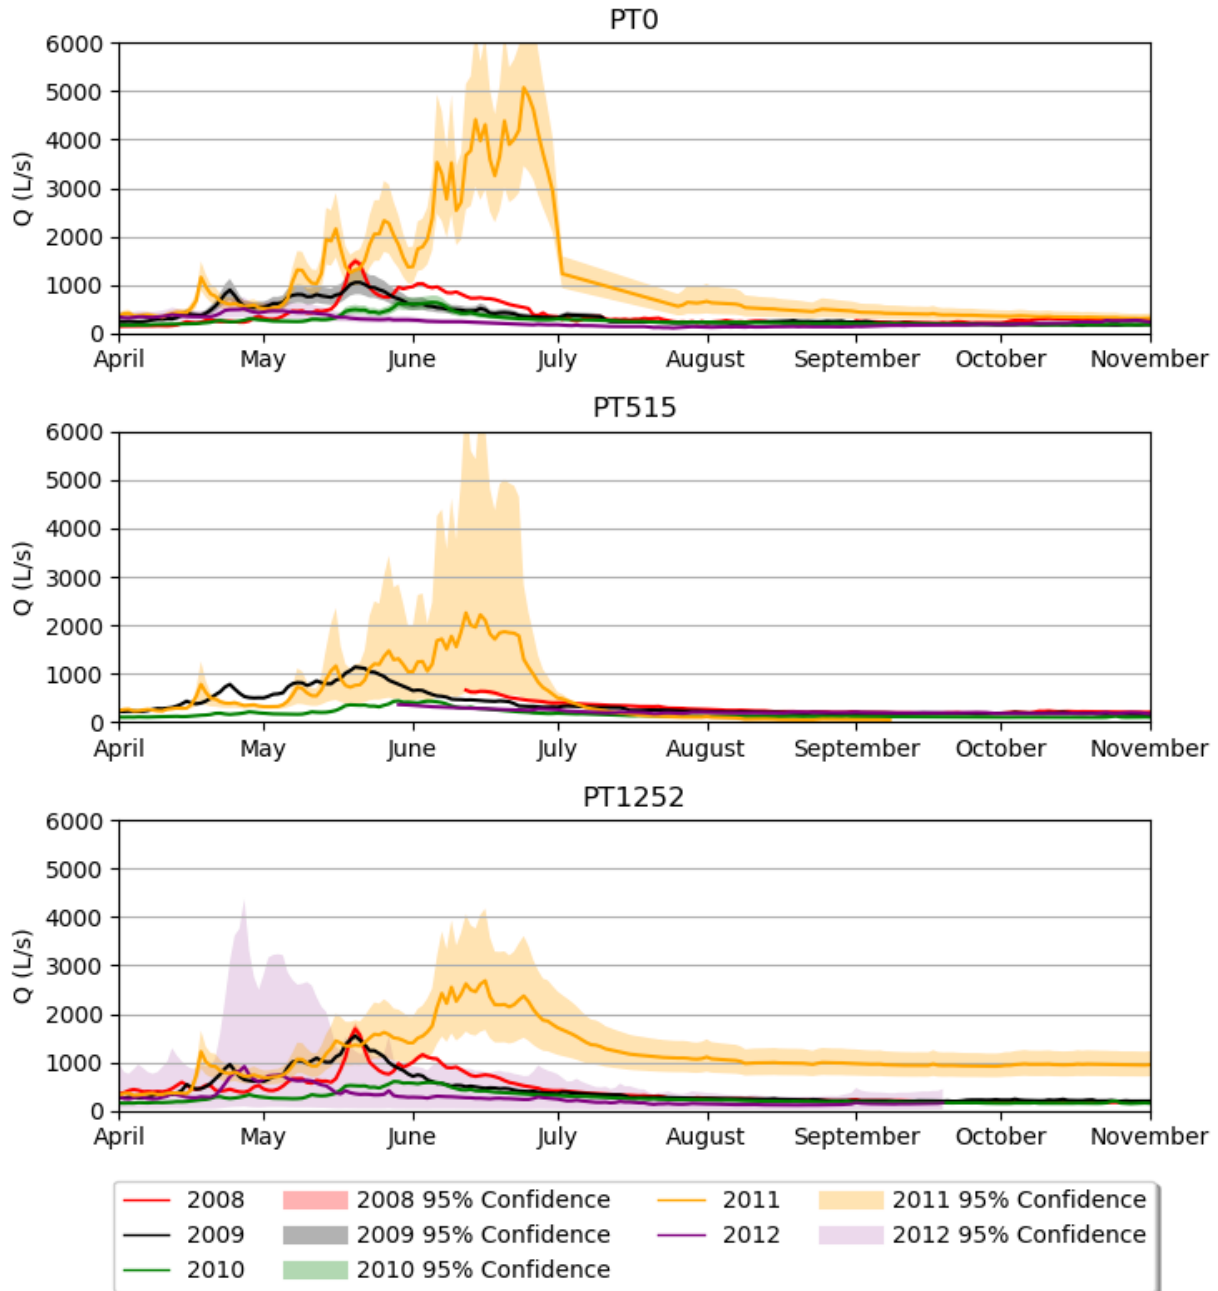 PT0
6000
5000
4000
3000
2000
1000
0
Q (L/s)
April May June July August September October November
PT515
6000
5000
4000
3000
2000
1000
0
Q (L/s)
April May June July August September October November
PT1252
6000
5000
4000
3000
2000
1000
0
Q (L/s)
April May June July August September October November
2008 2008 95% Confidence 2011 2011 95% Confidence
2009 2009 95% Confidence 2012 2012 95% Confidence
2010 2010 95% Confidence